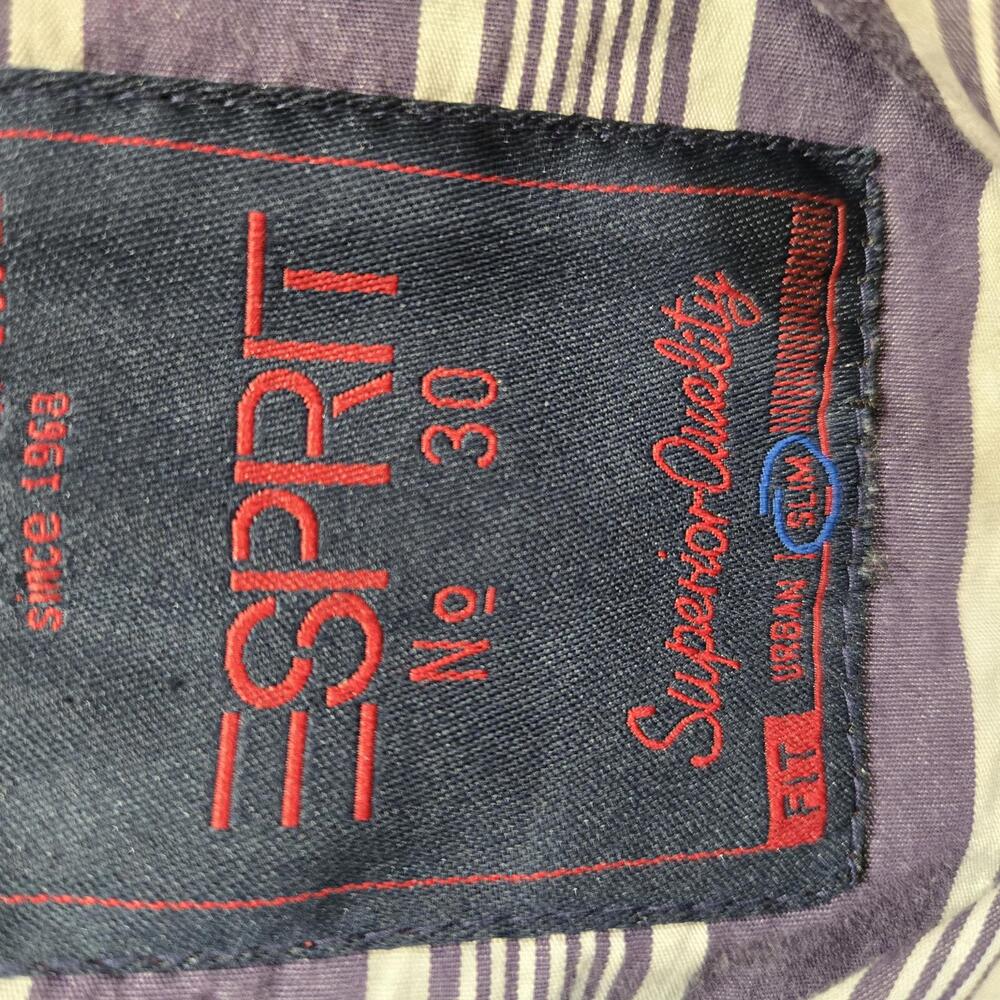 since 1968
ESPRIT
Nº 30
Superior Quality
FIT URBAN | SLIM